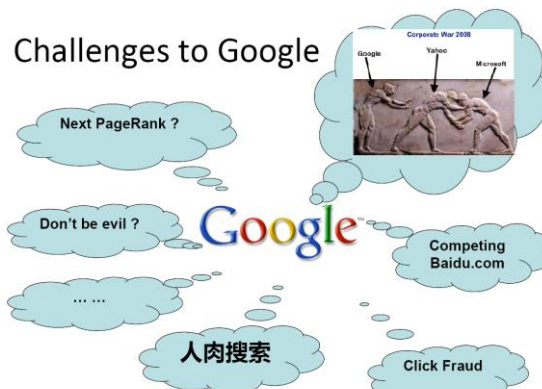 Challenges to Google
Corporate War 2008
Google
Yahoo
Microsoft
Next PageRank ?
Don't be evil ?
Google™
Competing
Baidu.com
... ...
人肉搜索
Click Fraud